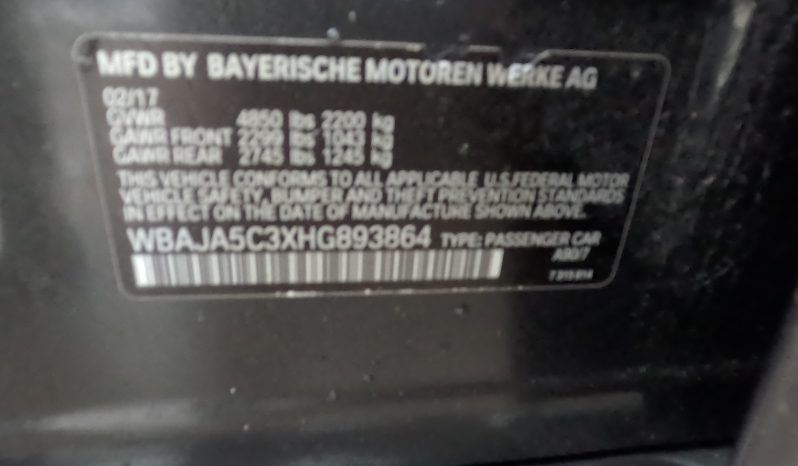 MFD BY BAYERISCHE MOTOREN WERKE AG
02/17
GVWR 4850 lbs 2200 kg
GAWR FRONT 2299 lbs 1043 kg
GAWR REAR 2745 lbs 1245 kg
THIS VEHICLE CONFORMS TO ALL APPLICABLE U.S.FEDERAL MOTOR
VEHICLE SAFETY, BUMPER AND THEFT PREVENTION STANDARDS
IN EFFECT ON THE DATE OF MANUFACTURE SHOWN ABOVE.
WBAJA5C3XHG893864 TYPE: PASSENGER CAR